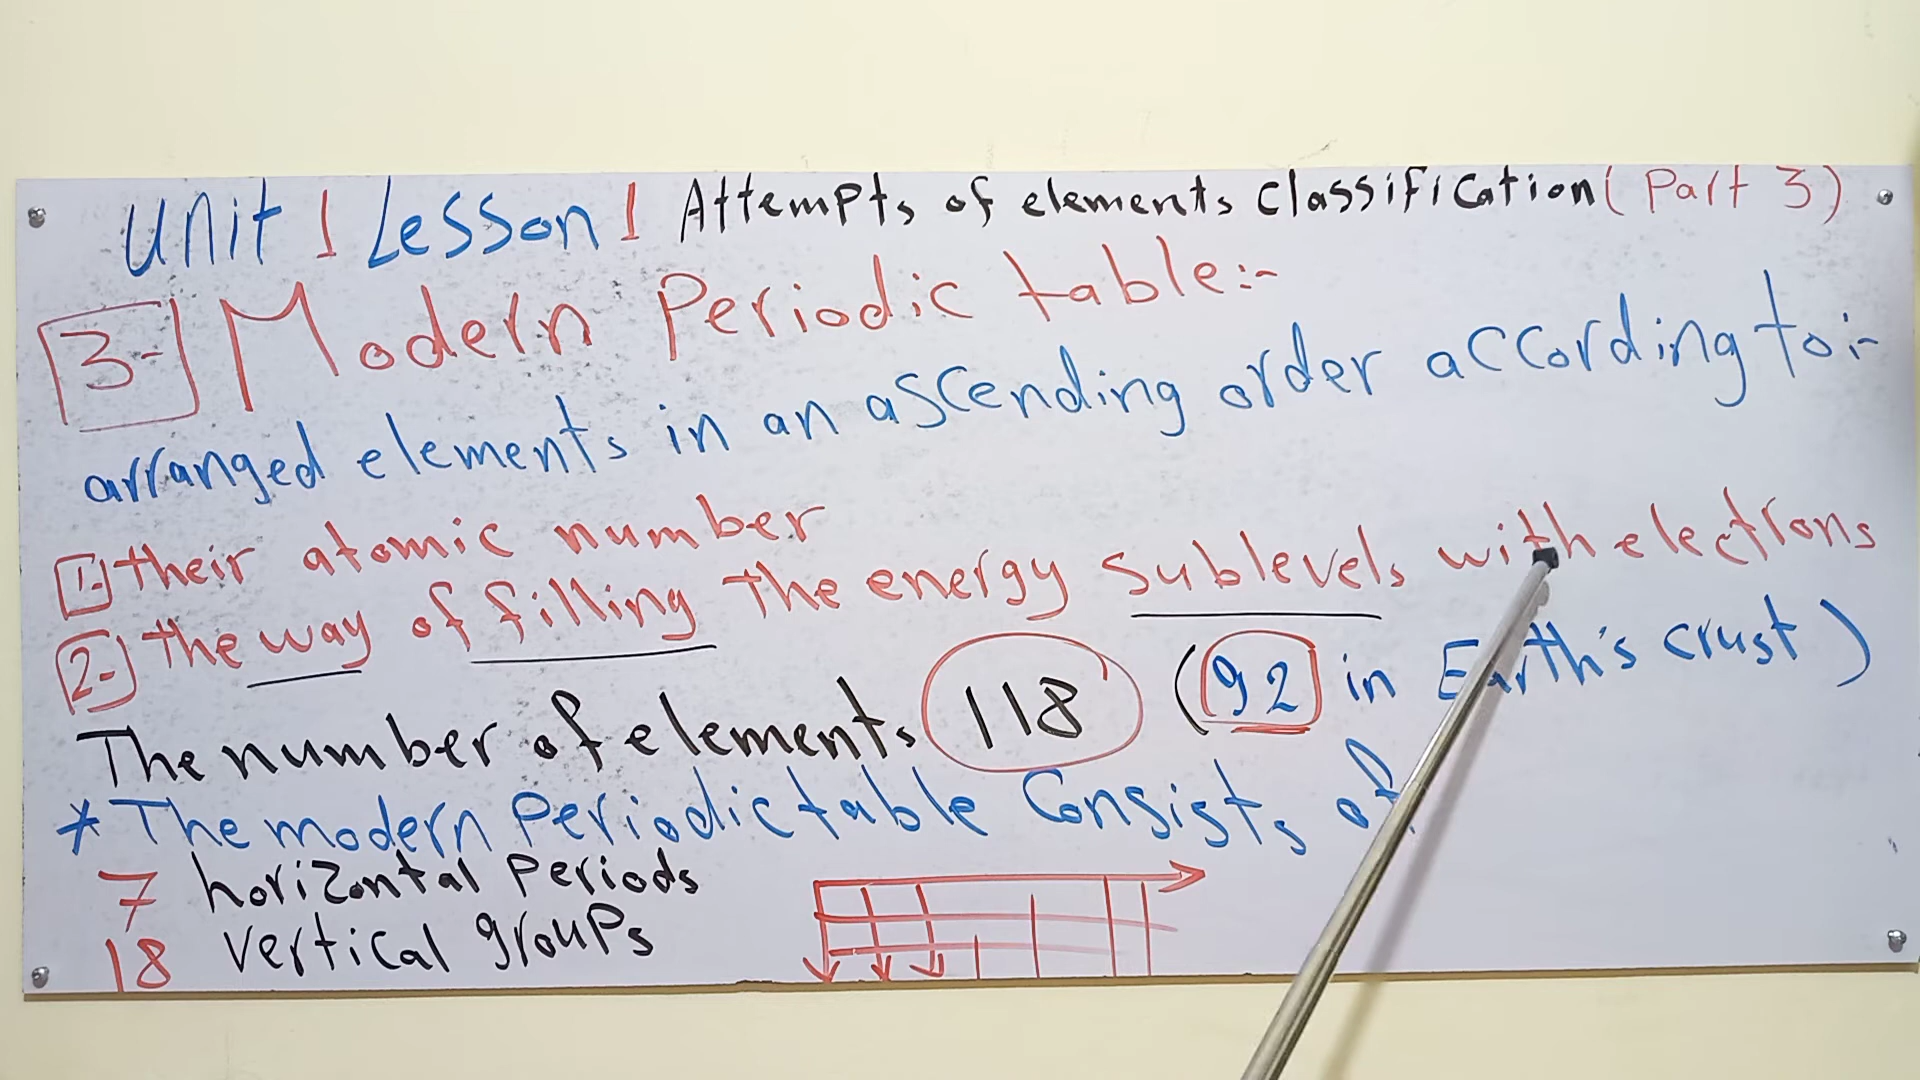 Unit 1 Lesson 1 Attempts of elements classification (Part 3)
3- Modern Periodic table:-
arranged elements in an ascending order according to:-
1- their atomic number
2- the way of filling the energy sublevels with electrons
The number of elements 118 (92 in Earth's crust)
* The modern Periodic table Consists of
7 horizontal Periods
18 vertical groups